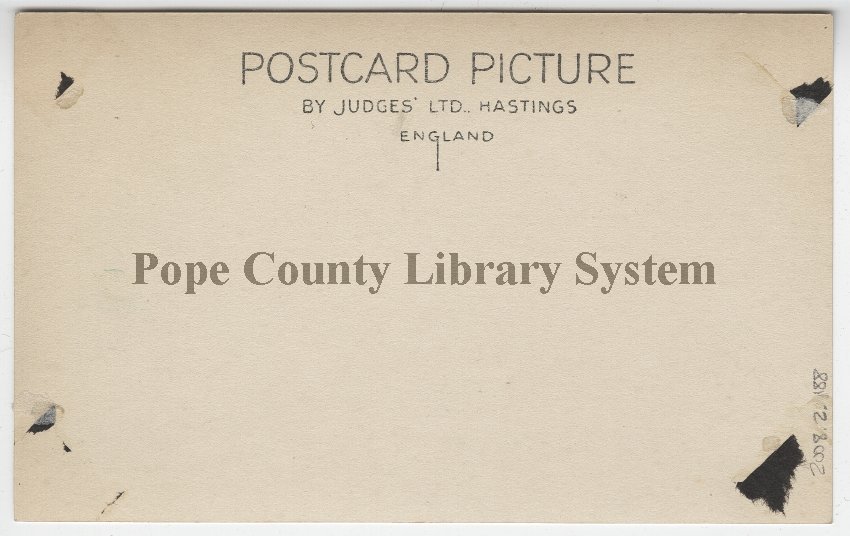 POSTCARD PICTURE
BY JUDGES' LTD., HASTINGS
ENGLAND
Pope County Library System
2008.2.188